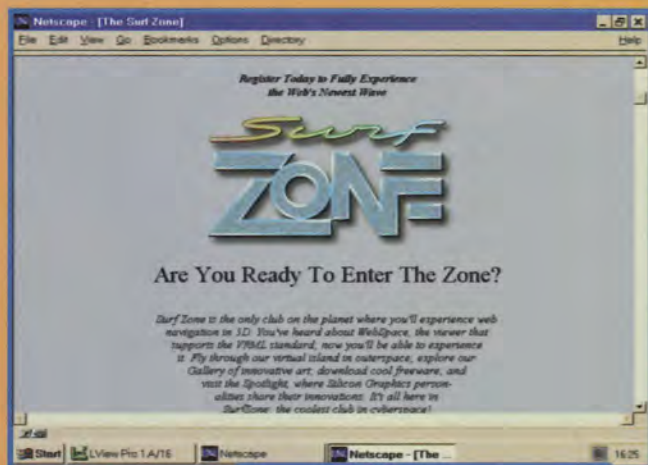 Netscape - [The Surf Zone]
File Edit View Go Bookmarks Options Directory Help
Register Today to Fully Experience
the Web's Newest Wave
Surf
ZONE
Are You Ready To Enter The Zone?
Surf Zone is the only club on the planet where you'll experience web
navigation in 3D. You've heard about WebSpace, the viewer that
supports the VRML standard, now you'll be able to experience
it. Fly through our virtual island in outerspace, explore our
Gallery of innovative art, download cool freeware, and
visit the Spotlight, where Silicon Graphics person-
alities share their innovations. It's all here in
SurfZone: the coolest club in cyberspace!
Start LView Pro 1.A/16 Netscape Netscape - [The ... 16:25